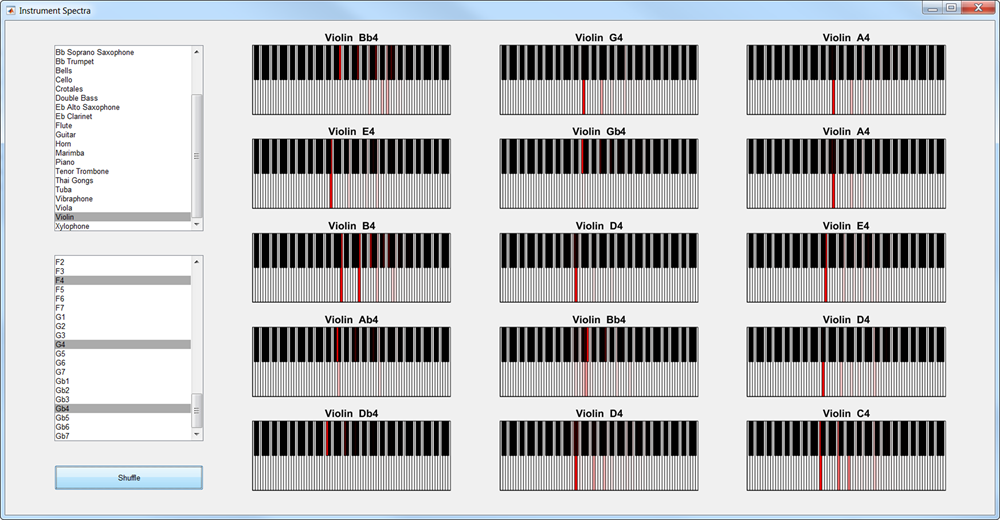 Instrument Spectra
Bb Soprano Saxophone
Bb Trumpet
Bells
Cello
Crotales
Double Bass
Eb Alto Saxophone
Eb Clarinet
Flute
Guitar
Horn
Marimba
Piano
Tenor Trombone
Thai Gongs
Tuba
Vibraphone
Viola
Violin
Xylophone
F2
F3
F4
F5
F6
F7
G1
G2
G3
G4
G5
G6
G7
Gb1
Gb2
Gb3
Gb4
Gb5
Gb6
Gb7
Shuffle
Violin Bb4
Violin G4
Violin A4
Violin E4
Violin Gb4
Violin A4
Violin B4
Violin D4
Violin E4
Violin Ab4
Violin Bb4
Violin D4
Violin Db4
Violin D4
Violin C4